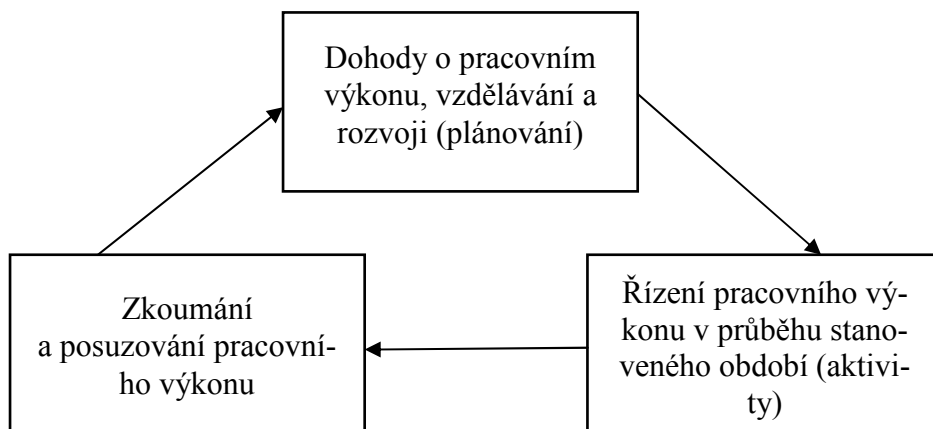 Dohody o pracovním
výkonu, vzdělávání a
rozvoji (plánování)
Zkoumání
a posuzování pracovní-
ho výkonu
Řízení pracovního vý-
konu v průběhu stano-
veného období (aktivi-
ty)